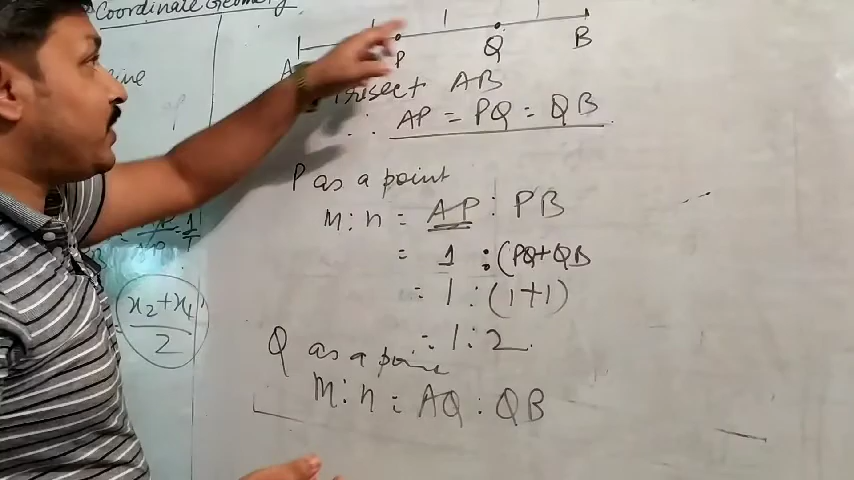 Coordinate Geometry
A P Q B
Trisect AB
∴ AP = PQ = QB
P as a point
m : n = AP : PB
= 1 : (PQ+QB
= 1 : (1+1)
= 1 : 2
Q as a point
m : n = AQ : QB
x₂+x₁
2